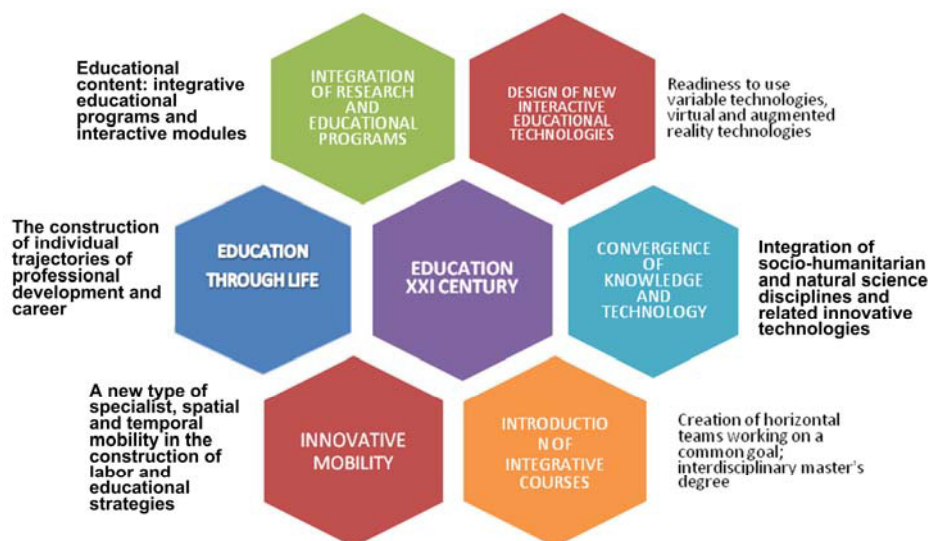 Educational
content: integrative
educational
programs and
interactive modules
INTEGRATION
OF RESEARCH
AND
EDUCATIONAL
PROGRAMS
DESIGN OF NEW
INTERACTIVE
EDUCATIONAL
TECHNOLOGIES
Readiness to use
variable technologies,
virtual and augmented
reality technologies
The construction
of individual
trajectories of
professional
development and
career
EDUCATION
THROUGH LIFE
EDUCATION
XXI CENTURY
CONVERGENCE
OF
KNOWLEDGE
AND
TECHNOLOGY
Integration of
socio-humanitarian
and natural science
disciplines and
related innovative
technologies
A new type of
specialist, spatial
and temporal
mobility in the
construction of
labor and
educational
strategies
INNOVATIVE
MOBILITY
INTRODUCTIO
N OF
INTEGRATIVE
COURSES
Creation of horizontal
teams working on a
common goal;
interdisciplinary master's
degree